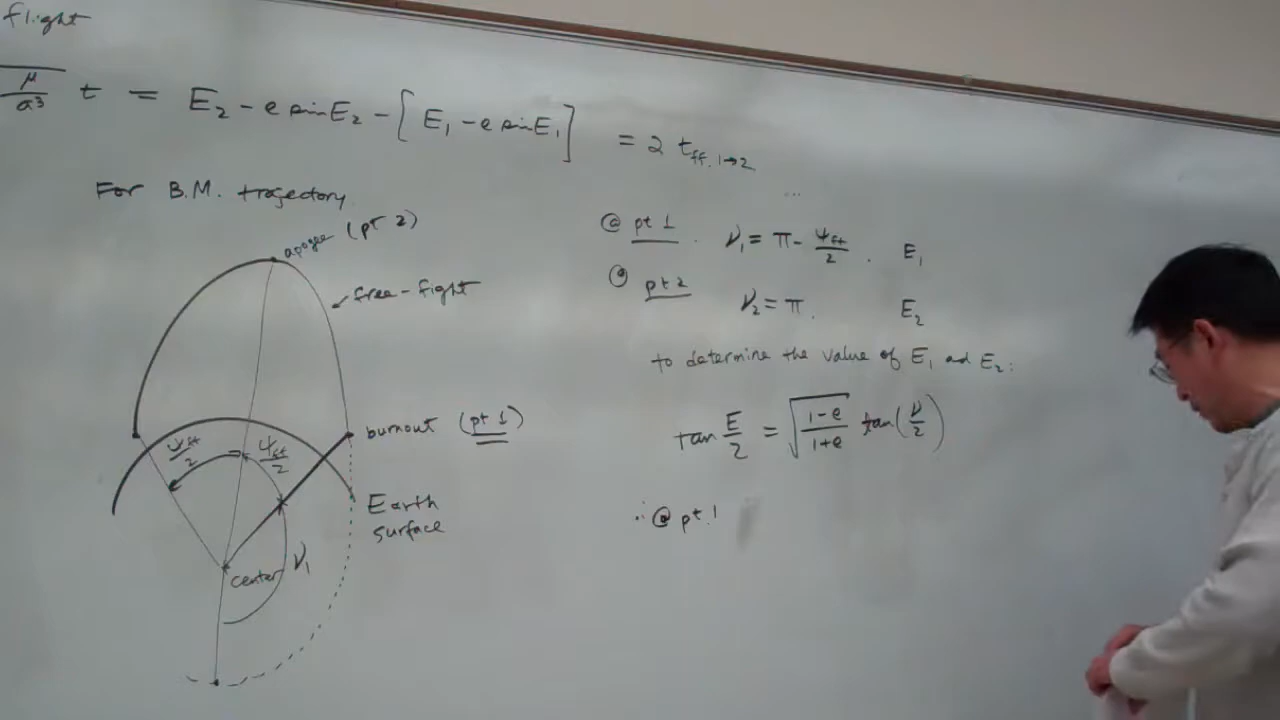 flight
μ/a³ t = E₂ - e sin E₂ - [E₁ - e sin E₁] = 2 t_ff, 1→2
For B.M. trajectory
...
apogee (pt 2)
free-fight
burnout (pt 1)
Ψ_ff/2
Ψ_ff/2
Earth
surface
center
ν₁
@ pt 1 . ν₁ = π - Ψ_ff/2 . E₁
@ pt 2 ν₂ = π . E₂
to determine the value of E₁ and E₂:
tan E/2 = √((1-e)/(1+e)) tan(ν/2)
∴ @ pt.1